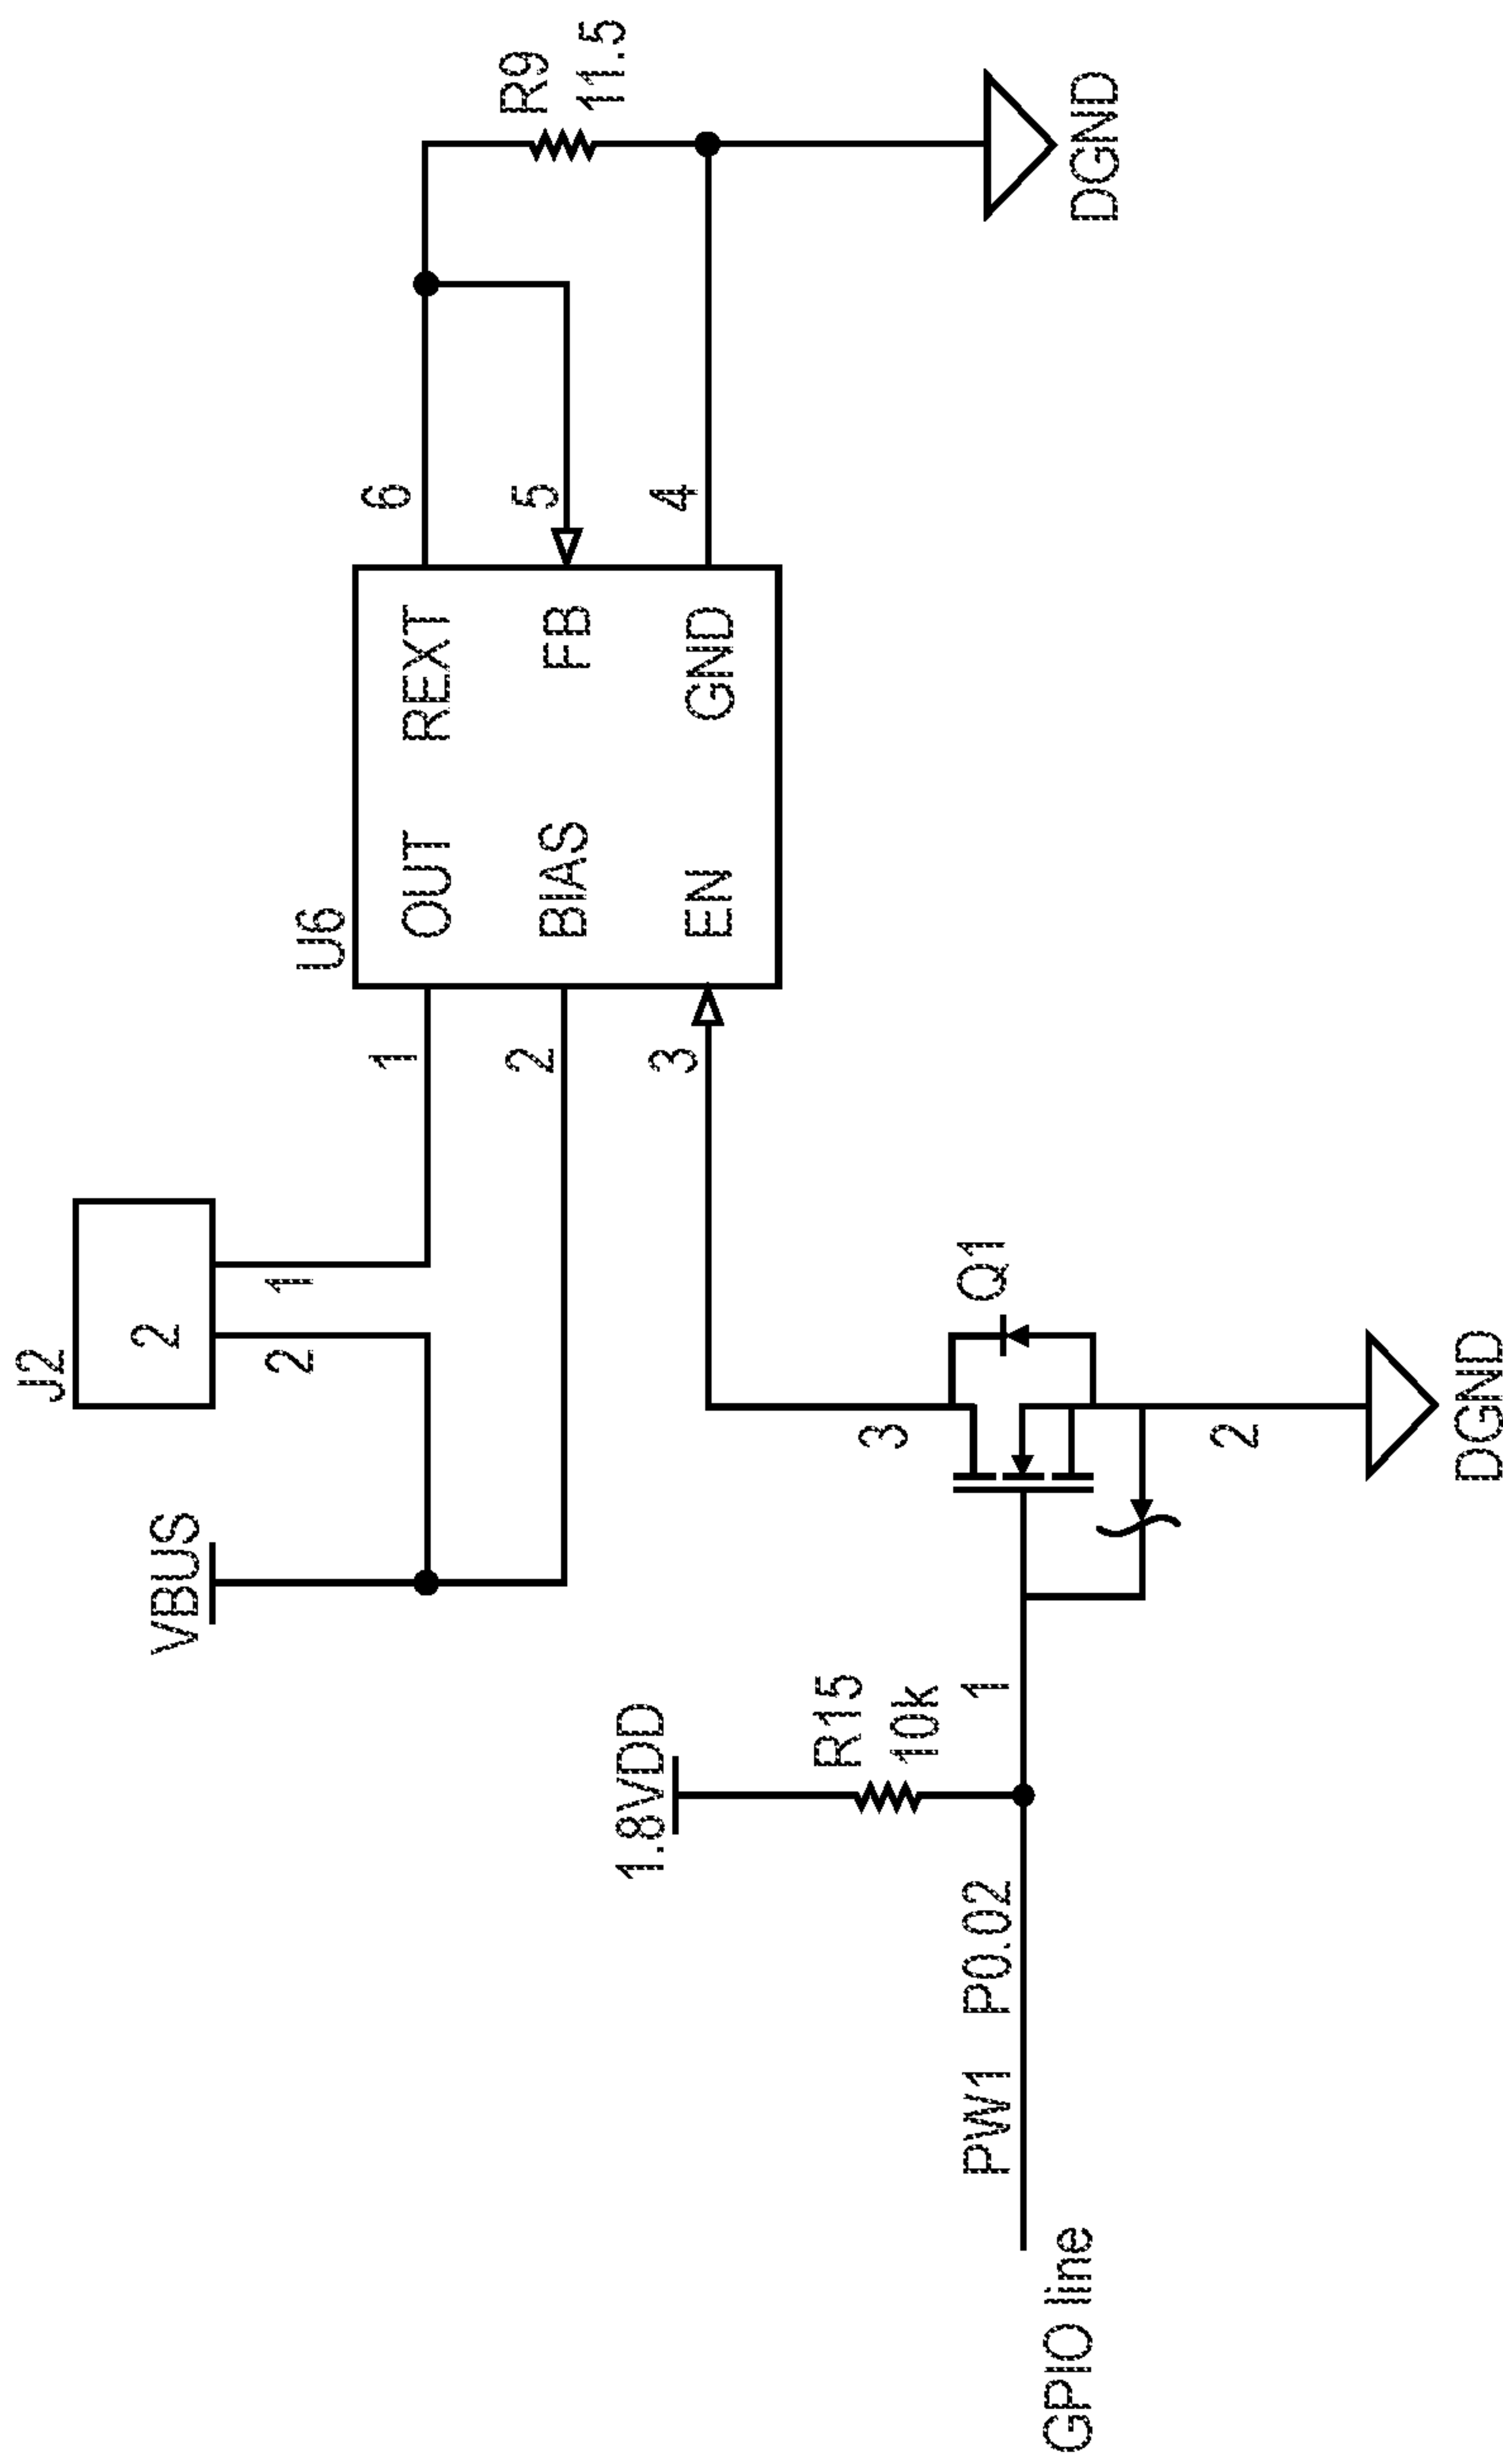 J2
2
2
1
VBUS
U6
OUT
REXT
BIAS
FB
EN
GND
1
2
3
6
5
4
R9
11.5
DGND
1.8VDD
R15
10k
3
Q1
1
2
DGND
PW1 P0.02
GPIO line